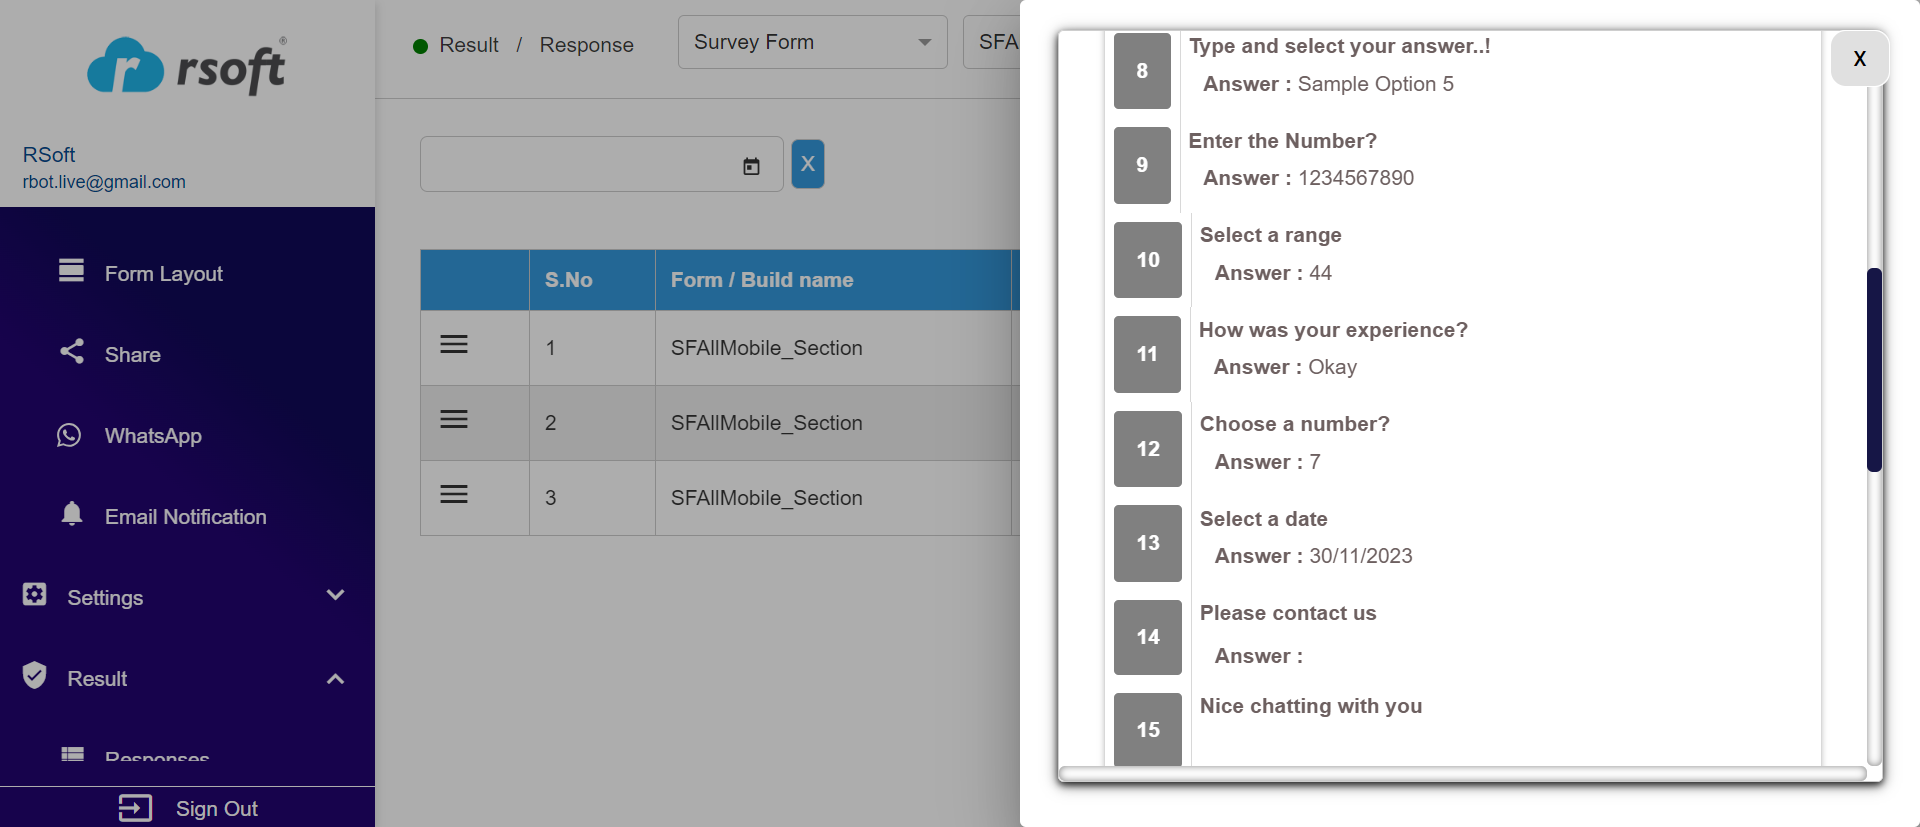 rsoft®
RSoft
rbot.live@gmail.com
Form Layout
Share
WhatsApp
Email Notification
Settings
Result
Responses
Sign Out
Result / Response
Survey Form
SFA
X
S.No
Form / Build name
1
SFAllMobile_Section
2
SFAllMobile_Section
3
SFAllMobile_Section
X
8
Type and select your answer..!
Answer : Sample Option 5
9
Enter the Number?
Answer : 1234567890
10
Select a range
Answer : 44
11
How was your experience?
Answer : Okay
12
Choose a number?
Answer : 7
13
Select a date
Answer : 30/11/2023
14
Please contact us
Answer :
15
Nice chatting with you